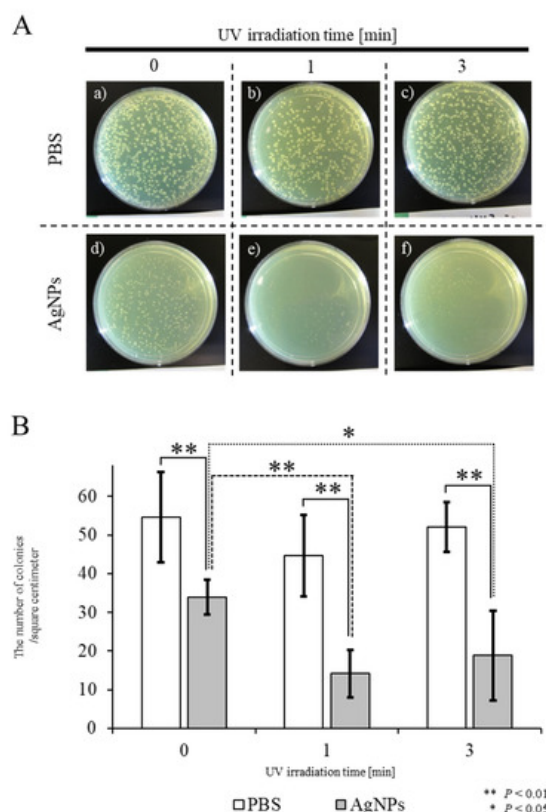 A
UV irradiation time [min]
0 1 3
PBS
a) b) c)
AgNPs
d) e) f)
B
The number of colonies
/square centimeter
60
50
40
30
20
10
0
** ** * ** **
0 1 3
UV irradiation time [min]
PBS AgNPs
** P < 0.01
* P < 0.05